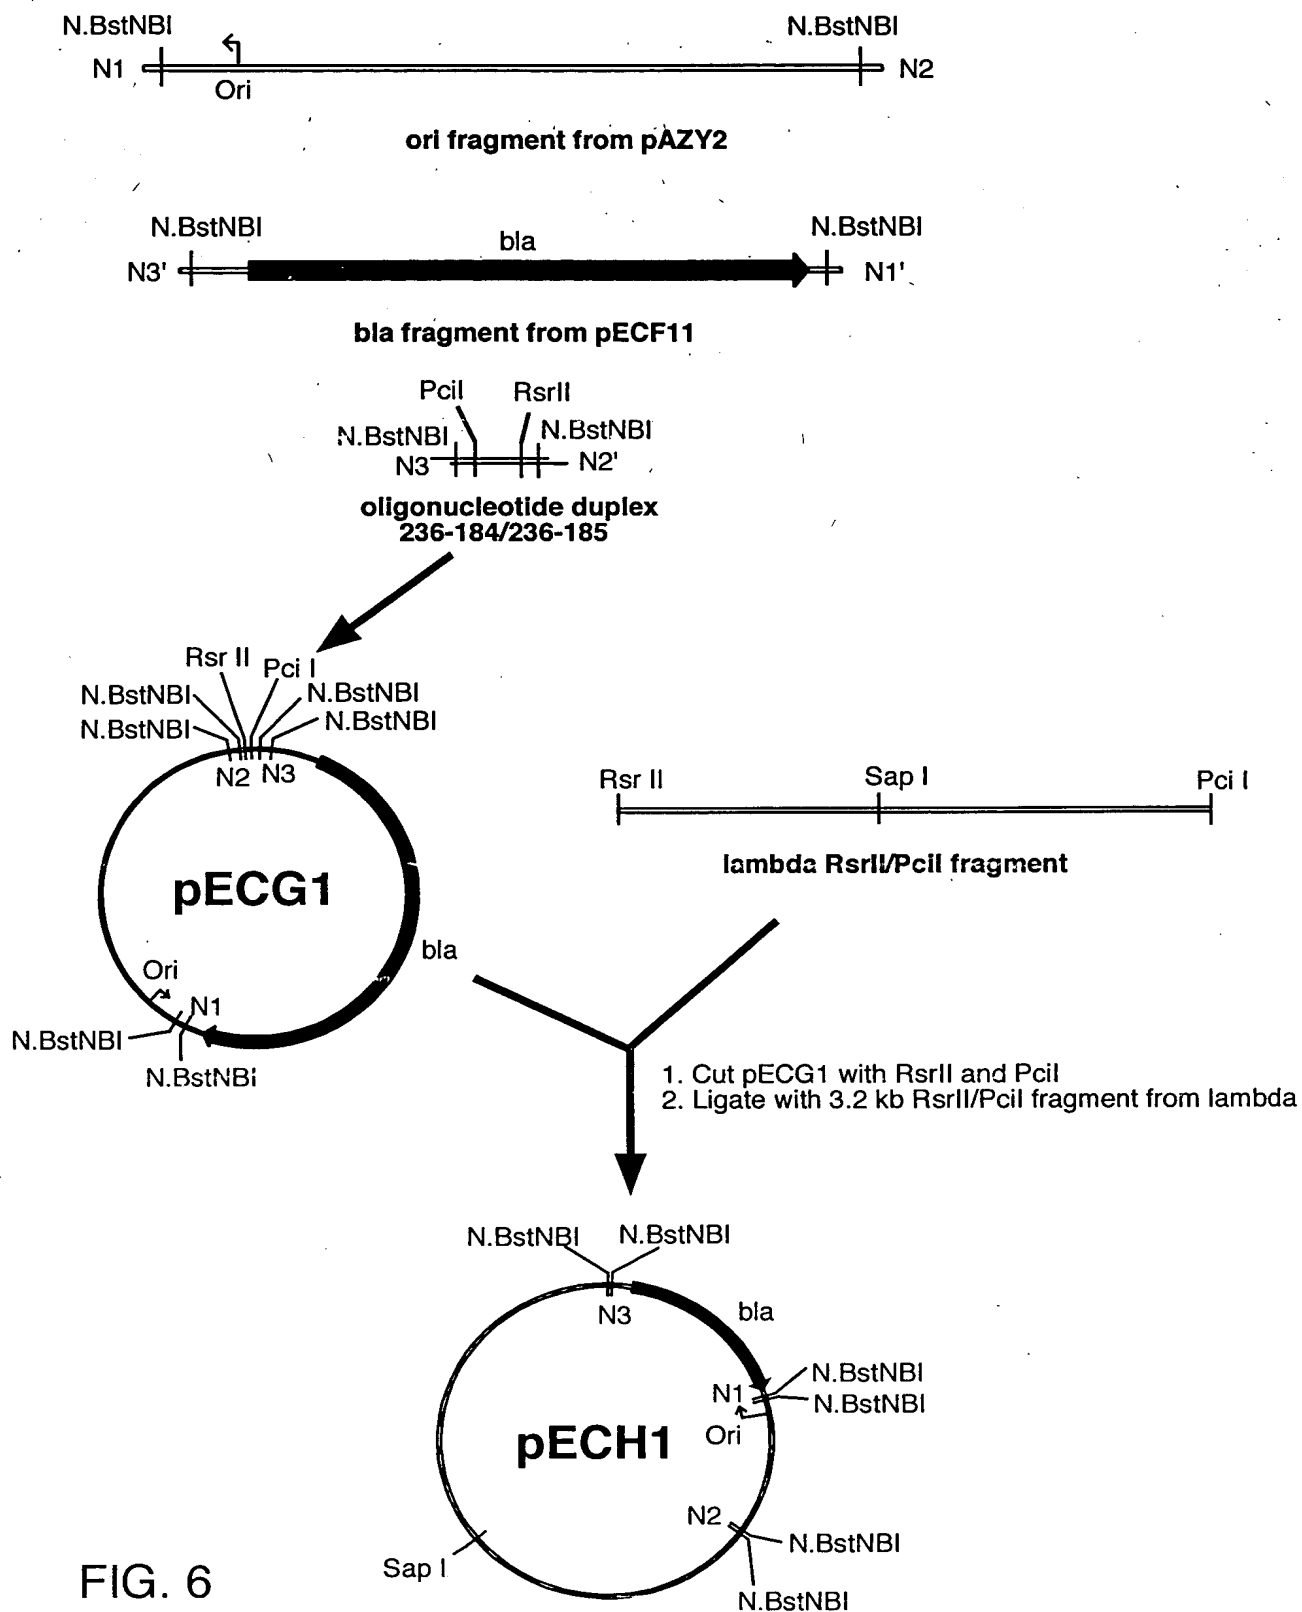 N.BstNBI N.BstNBI
N1 N2
Ori
ori fragment from pAZY2
N.BstNBI bla N.BstNBI
N3' N1'
bla fragment from pECF11
PciI RsrII
N.BstNBI N.BstNBI
N3 N2'
oligonucleotide duplex
236-184/236-185
Rsr II Pci I
N.BstNBI N.BstNBI
N.BstNBI N.BstNBI
N2 N3
Rsr II Sap I Pci I
lambda RsrII/PciI fragment
pECG1
bla
Ori
N1
N.BstNBI
N.BstNBI
1. Cut pECG1 with RsrII and PciI
2. Ligate with 3.2 kb RsrII/PciI fragment from lambda
N.BstNBI N.BstNBI
N3
bla
N1 N.BstNBI
N.BstNBI
Ori
pECH1
N2
N.BstNBI
Sap I
N.BstNBI
FIG. 6